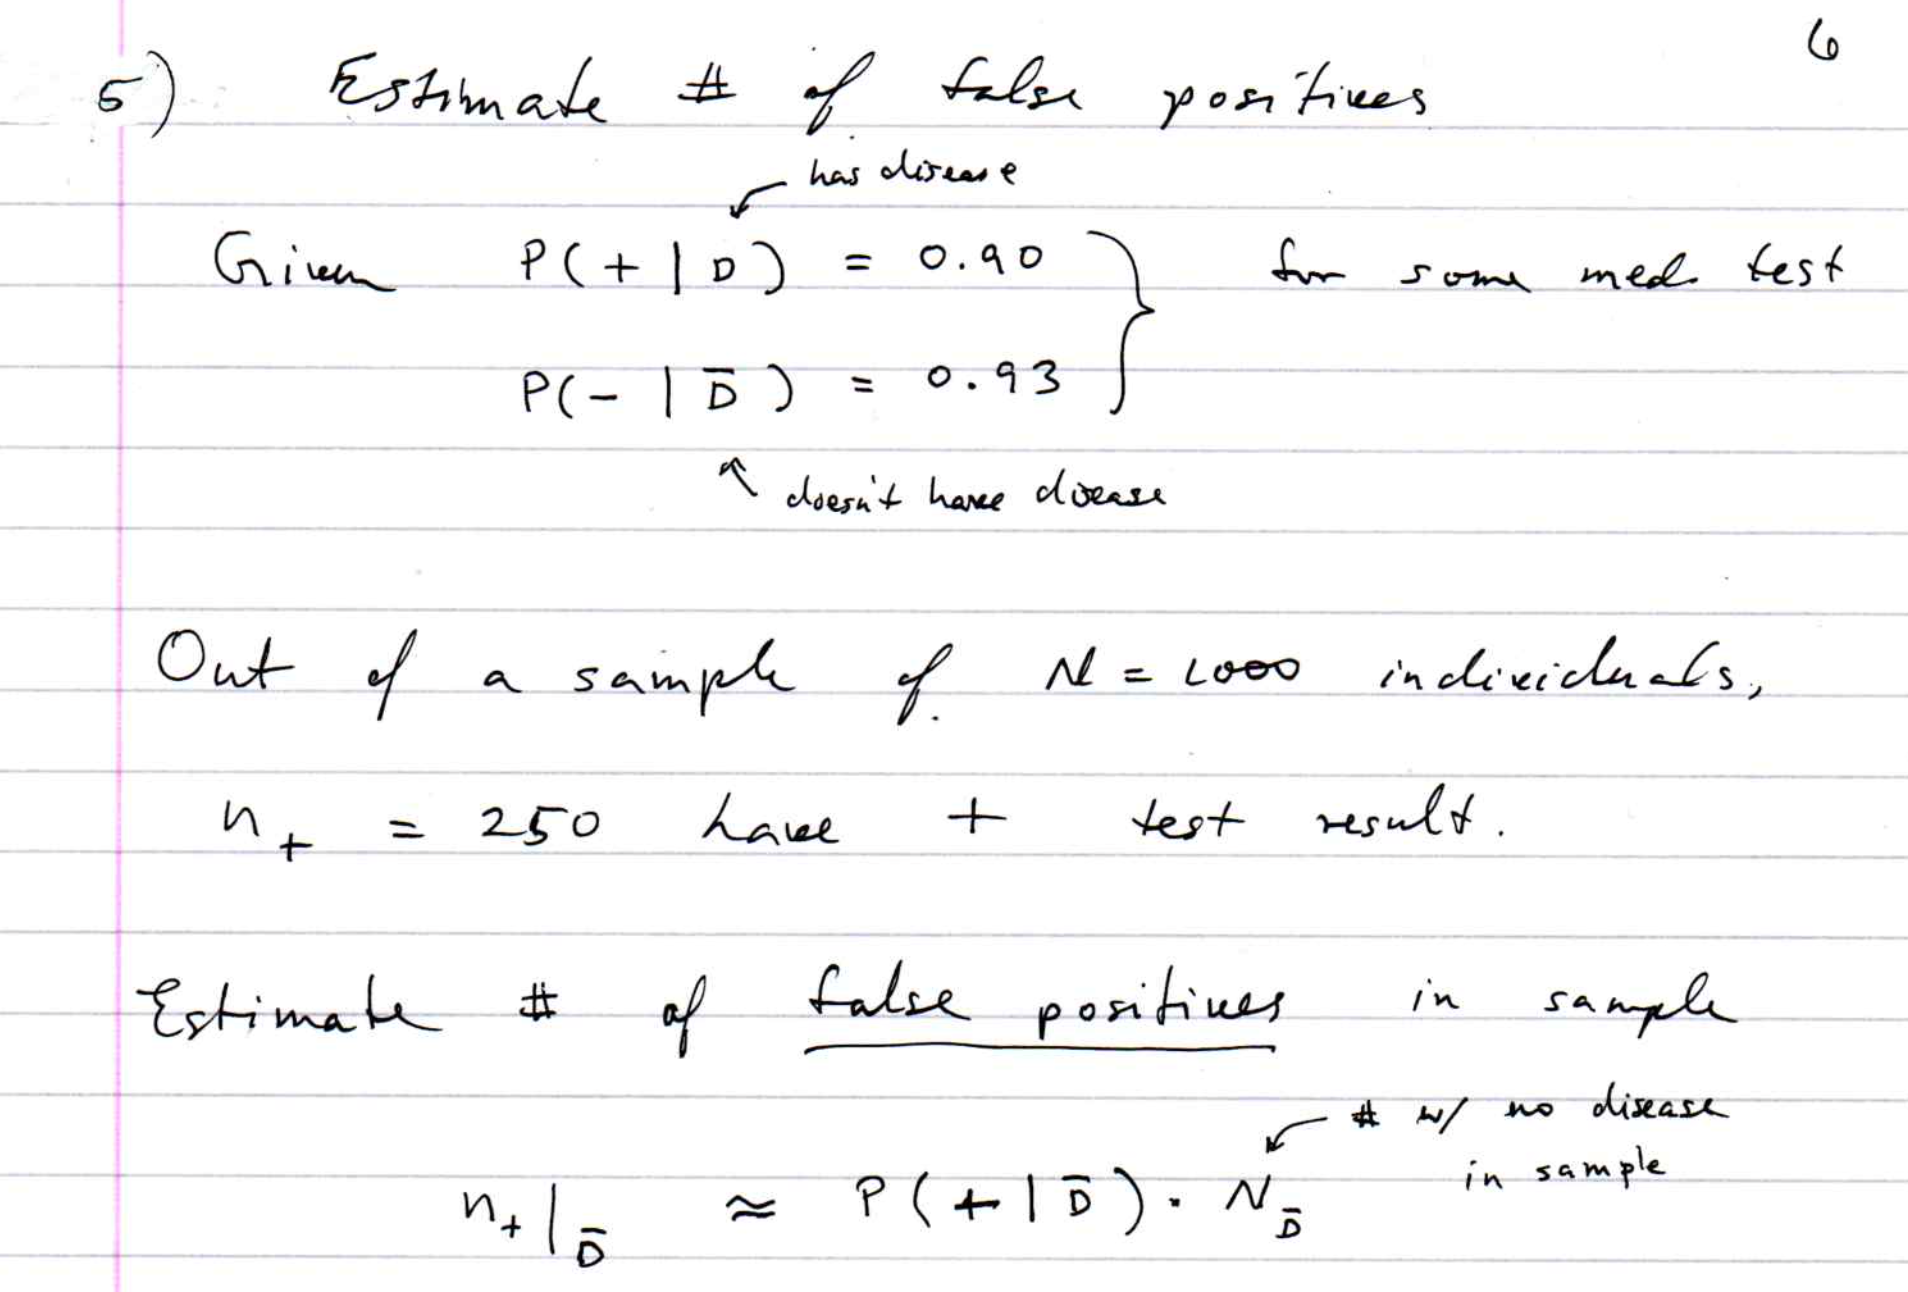 6
5) Estimate # of false positives
has disease
Given P(+|D) = 0.90 for some med. test
P(-|D̅) = 0.93
doesn't have disease
Out of a sample of N = 1000 individuals,
n₊ = 250 have + test result.
Estimate # of false positives in sample
# w/ no disease
in sample
n₊|_D̅ ≈ P(+|D̅) · N_D̅